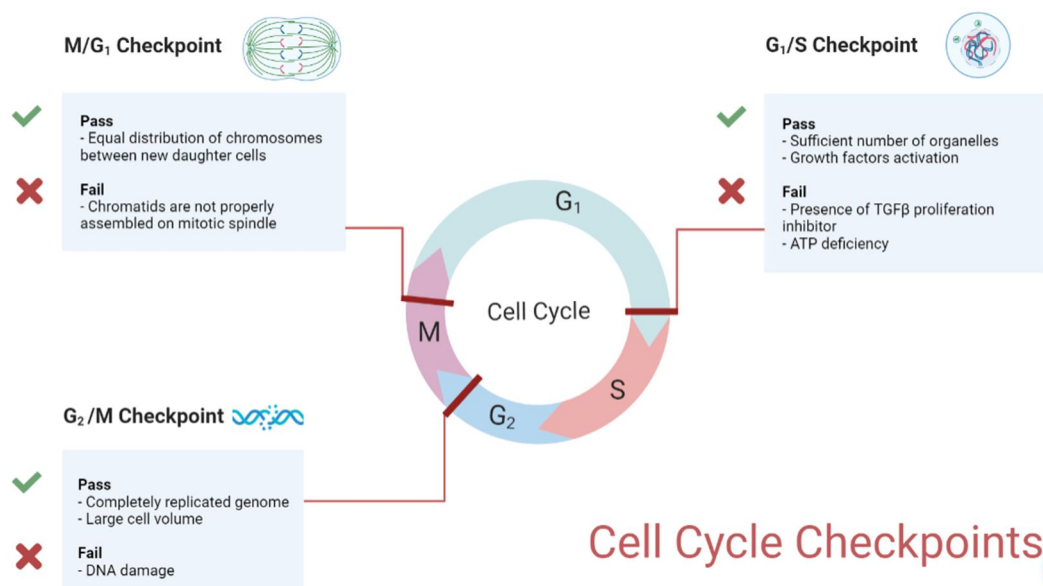 M/G₁ Checkpoint
Pass
- Equal distribution of chromosomes
between new daughter cells
Fail
- Chromatids are not properly
assembled on mitotic spindle
G₁/S Checkpoint
Pass
- Sufficient number of organelles
- Growth factors activation
Fail
- Presence of TGFβ proliferation
inhibitor
- ATP deficiency
G₁
Cell Cycle
M
S
G₂
G₂/M Checkpoint
Pass
- Completely replicated genome
- Large cell volume
Fail
- DNA damage
Cell Cycle Checkpoints